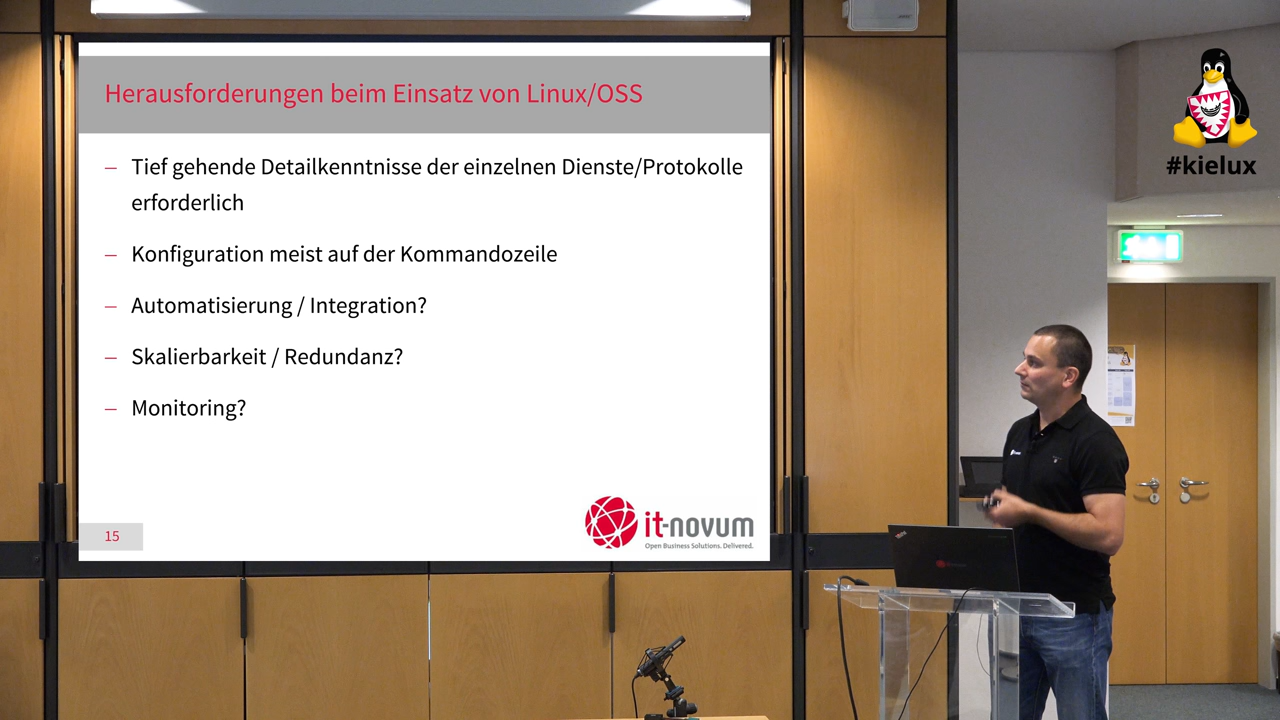 Herausforderungen beim Einsatz von Linux/OSS
– Tief gehende Detailkenntnisse der einzelnen Dienste/Protokolle
erforderlich
– Konfiguration meist auf der Kommandozeile
– Automatisierung / Integration?
– Skalierbarkeit / Redundanz?
– Monitoring?
15
it-novum
Open Business Solutions. Delivered.
#kielux